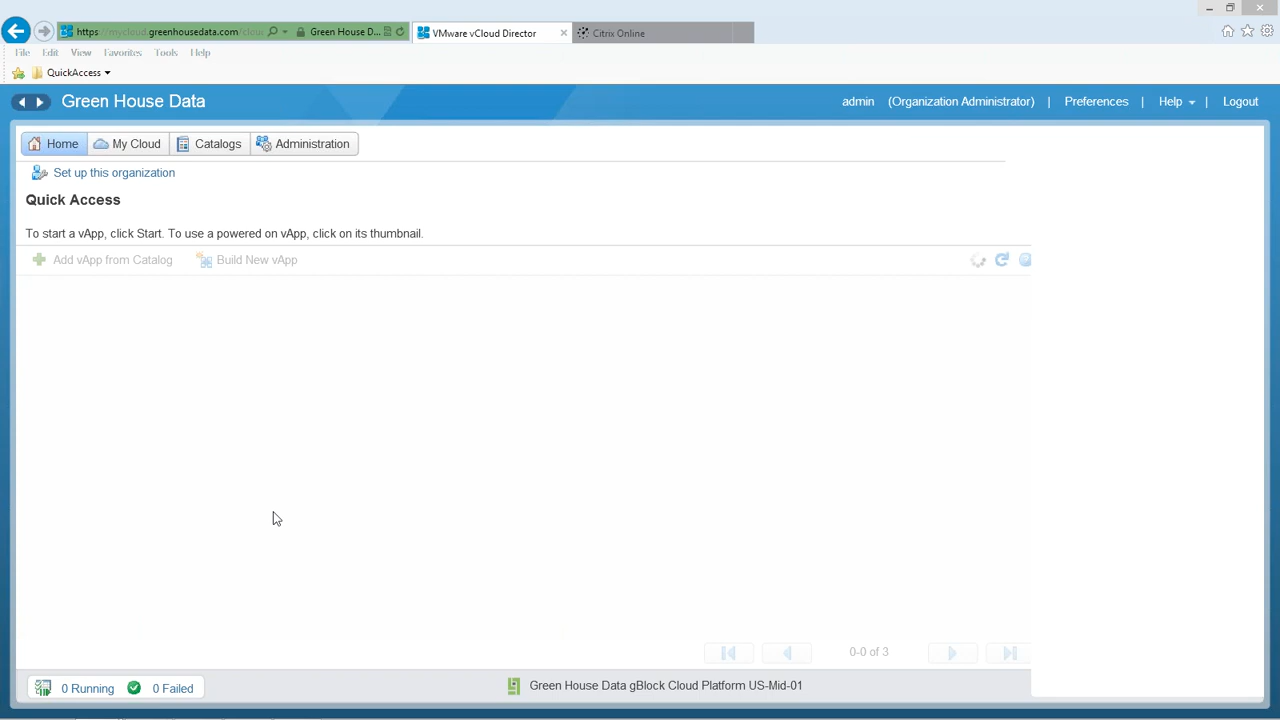 https://mycloud.greenhousedata.com/cloud
Green House D...
VMware vCloud Director
Citrix Online
File Edit View Favorites Tools Help
QuickAccess
Green House Data
admin (Organization Administrator) | Preferences | Help | Logout
Home My Cloud Catalogs Administration
Set up this organization
Quick Access
To start a vApp, click Start. To use a powered on vApp, click on its thumbnail.
Add vApp from Catalog Build New vApp
0-0 of 3
0 Running 0 Failed
Green House Data gBlock Cloud Platform US-Mid-01